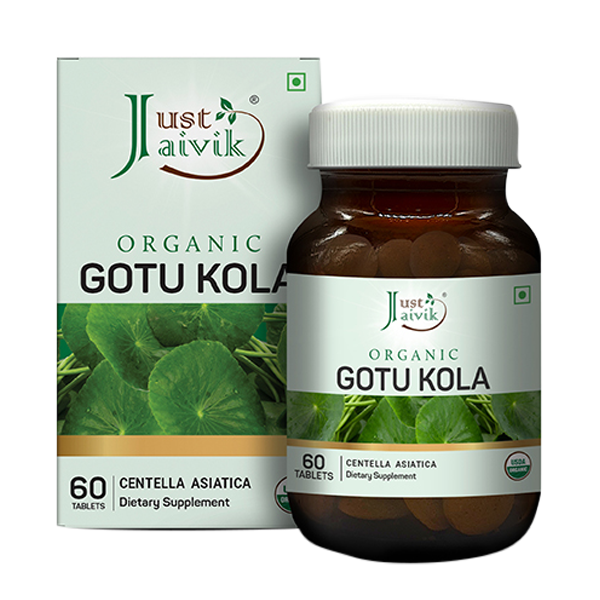 Just
Jaivik
®
ORGANIC
GOTU KOLA
60
TABLETS
CENTELLA ASIATICA
Dietary Supplement
Just
Jaivik
®
ORGANIC
GOTU KOLA
60
TABLETS
CENTELLA ASIATICA
Dietary Supplement
USDA
ORGANIC